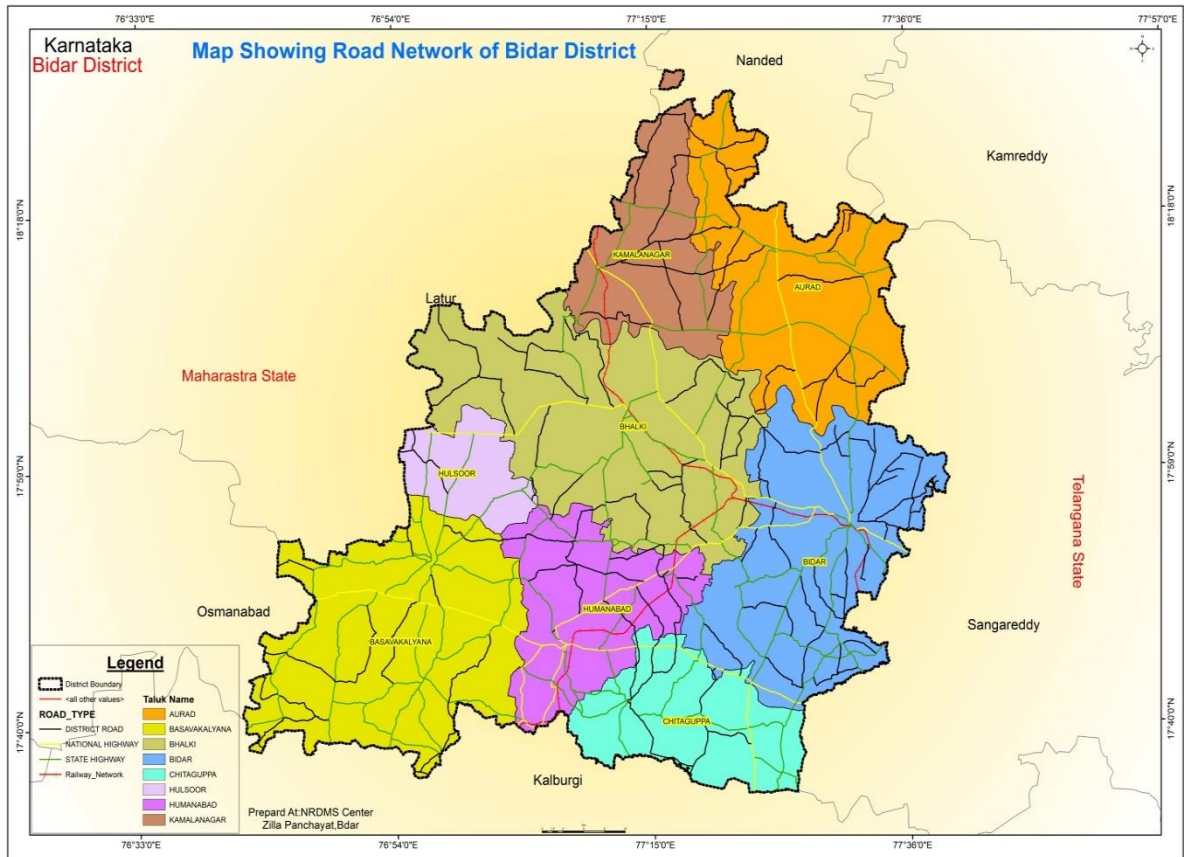 76°33'0"E
76°54'0"E
77°15'0"E
77°36'0"E
77°57'0"E
Karnataka
Bidar District
Map Showing Road Network of Bidar District
Nanded
Kamreddy
18°18'0"N
18°18'0"N
KAMALANAGAR
AURAD
Latur
Maharastra State
BHALKI
HULSOOR
17°59'0"N
17°59'0"N
Telangana State
BIDAR
Osmanabad
HUMANABAD
Sangareddy
BASAVAKALYANA
CHITAGUPPA
17°40'0"N
17°40'0"N
Kalburgi
Legend
District Boundary
<all other values>
ROAD_TYPE
DISTRICT ROAD
NATIONAL HIGHWAY
STATE HIGHWAY
Railway_Network
Taluk Name
AURAD
BASAVAKALYANA
BHALKI
BIDAR
CHITAGUPPA
HULSOOR
HUMANABAD
KAMALANAGAR
Prepard At:NRDMS Center
Zilla Panchayat,Bdar
76°33'0"E
76°54'0"E
77°15'0"E
77°36'0"E